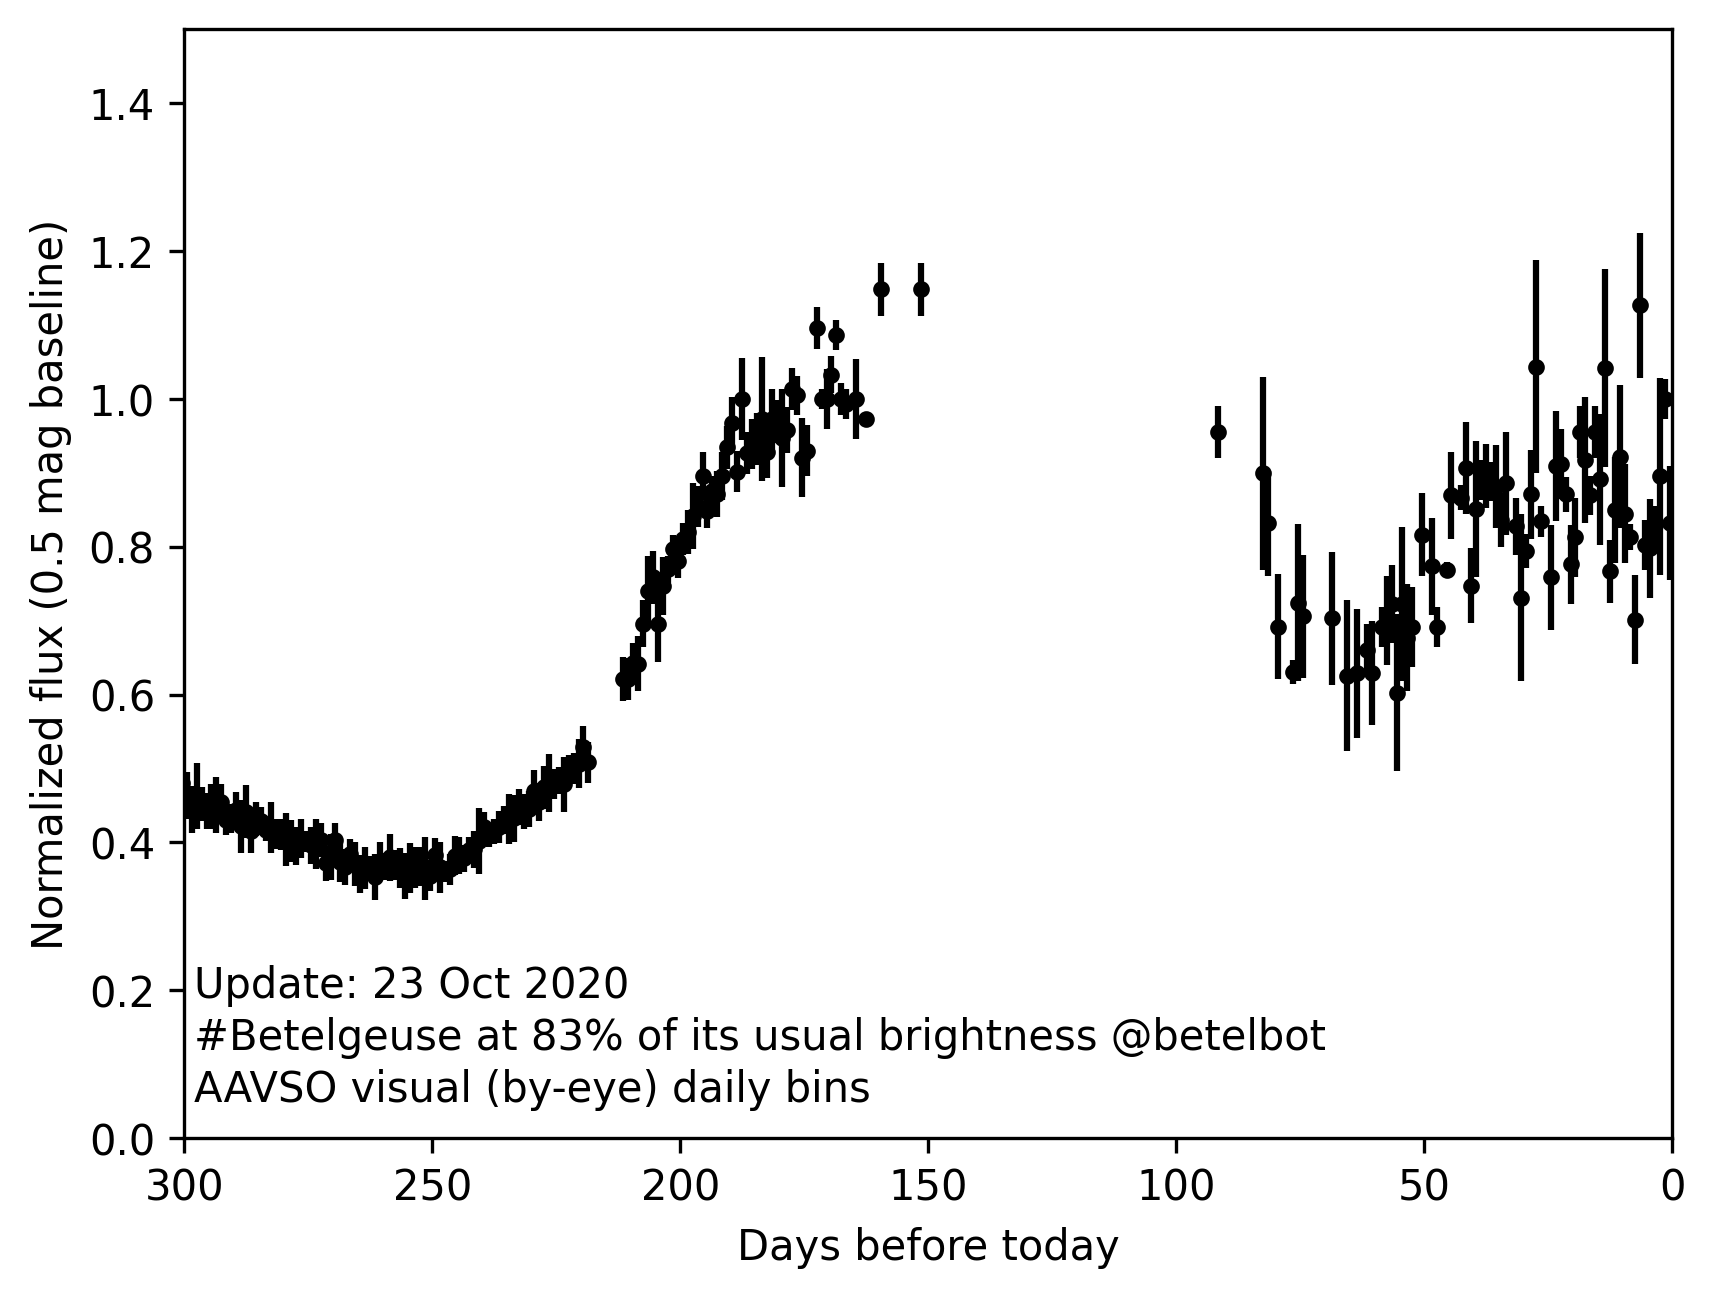 1.4
1.2
1.0
0.8
0.6
0.4
0.2
0.0
Normalized flux (0.5 mag baseline)
Update: 23 Oct 2020
#Betelgeuse at 83% of its usual brightness @betelbot
AAVSO visual (by-eye) daily bins
300 250 200 150 100 50 0
Days before today